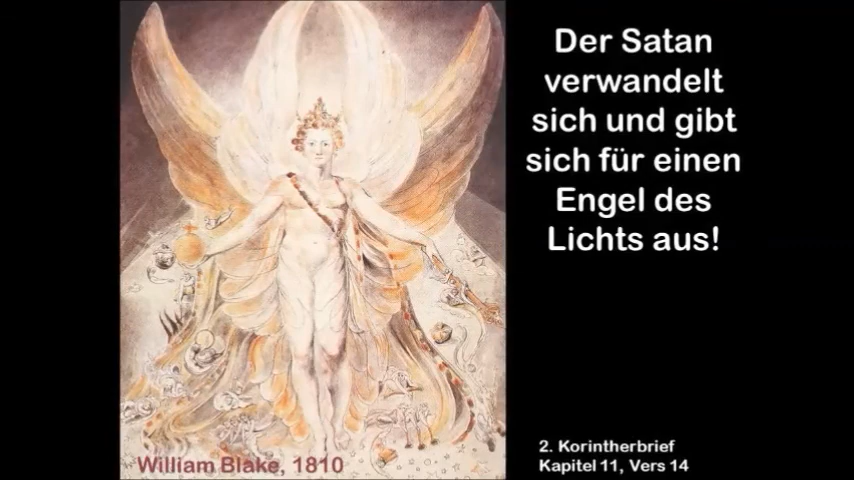 Der Satan
verwandelt
sich und gibt
sich für einen
Engel des
Lichts aus!
2. Korintherbrief
Kapitel 11, Vers 14
William Blake, 1810